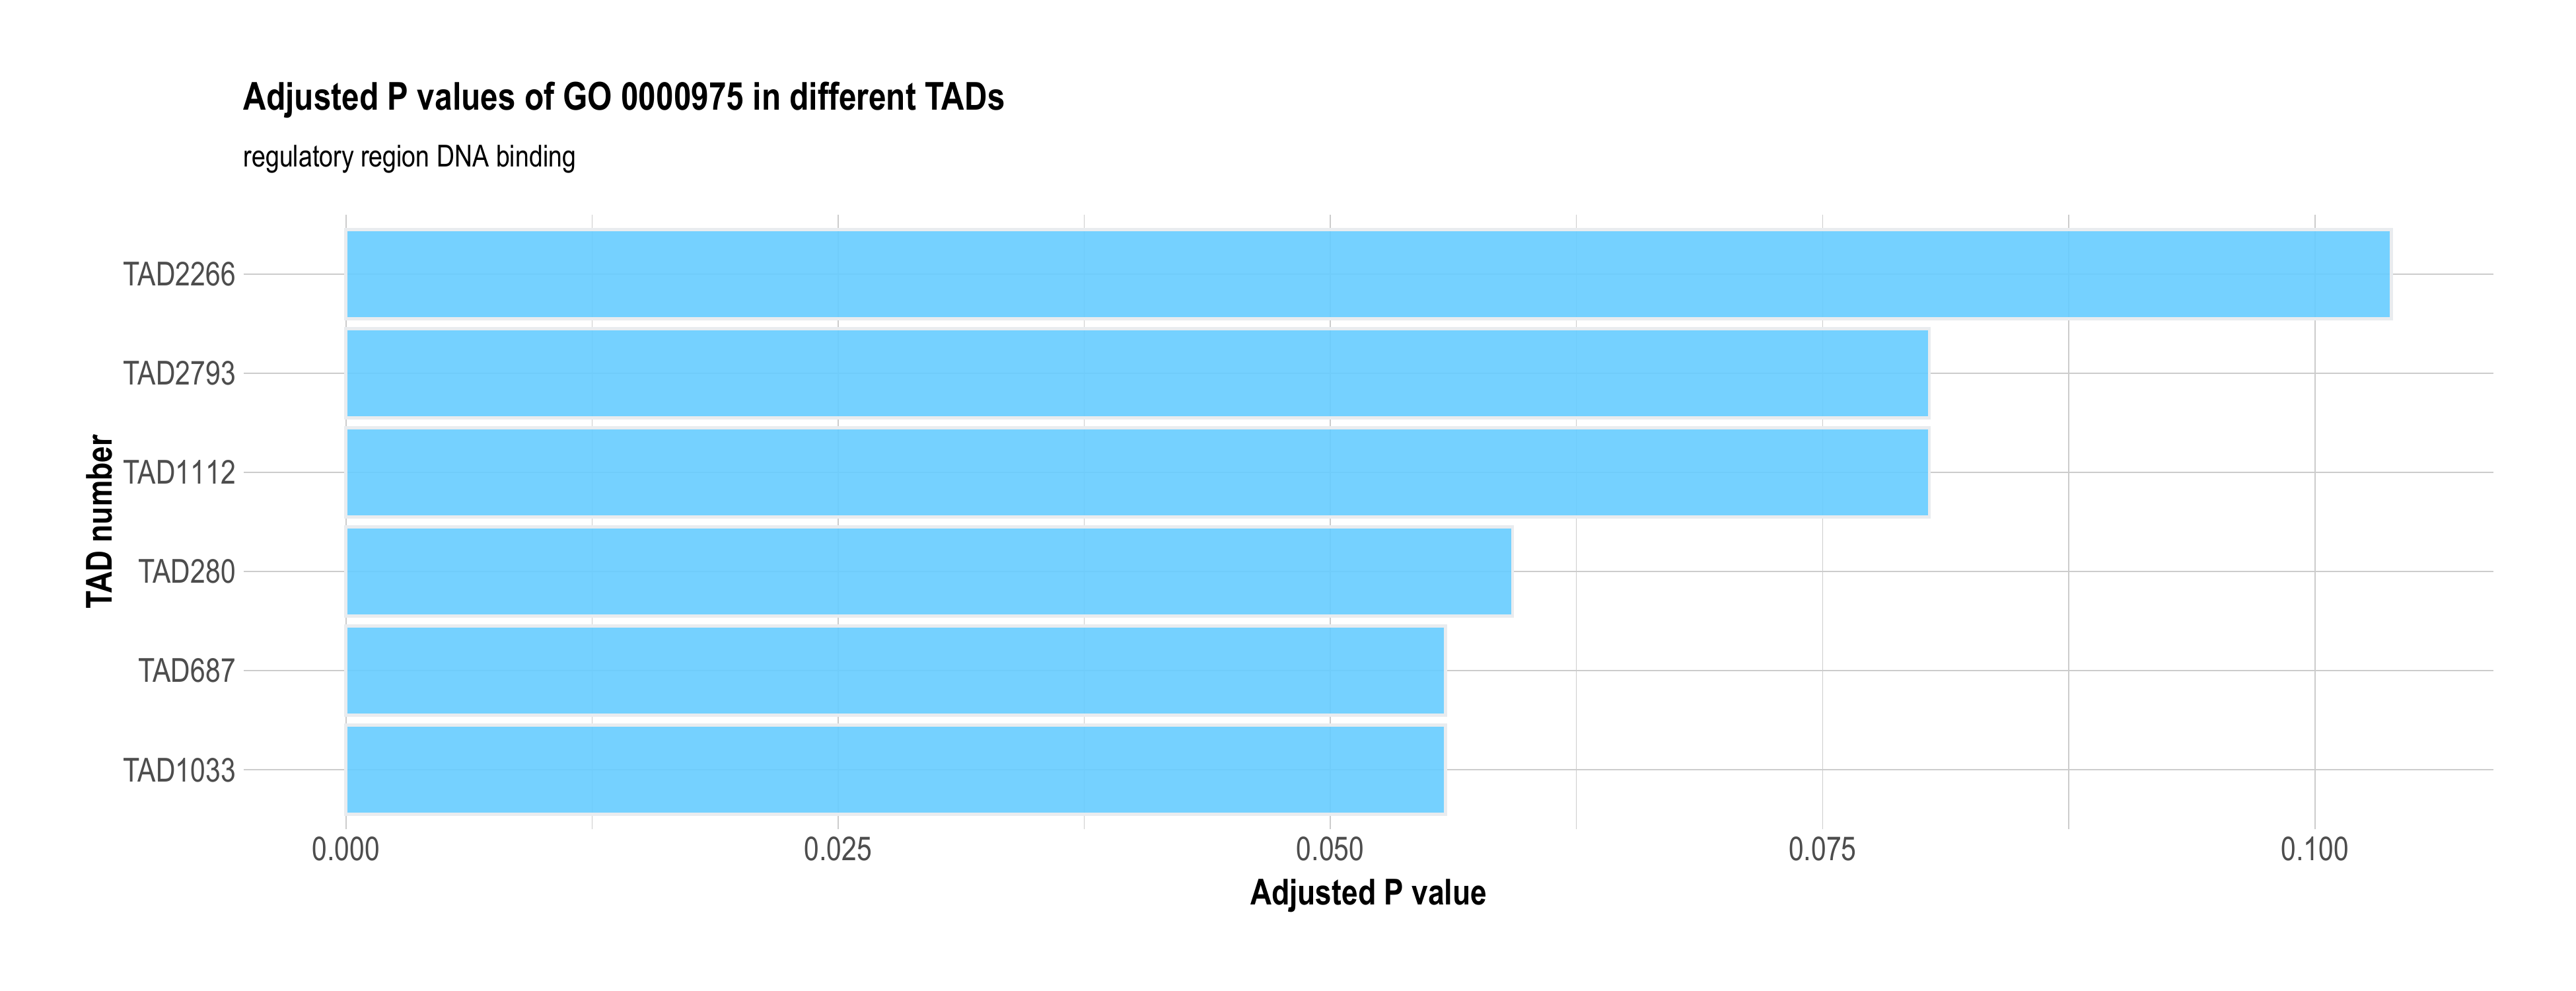 Adjusted P values of GO 0000975 in different TADs
regulatory region DNA binding
TAD number
TAD2266
TAD2793
TAD1112
TAD280
TAD687
TAD1033
0.000 0.025 0.050 0.075 0.100
Adjusted P value